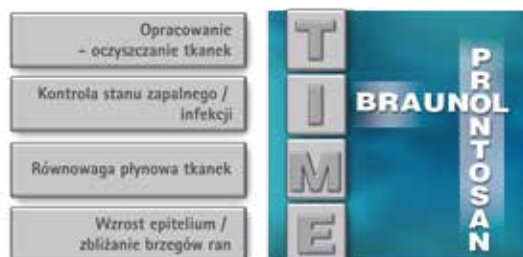 Opracowanie
- oczyszczanie tkanek
T
Kontrola stanu zapalnego /
infekcji
I
BRAUNOL
PRONTOSAN
Równowaga płynowa tkanek
M
Wzrost epitelium /
zbliżanie brzegów ran
E